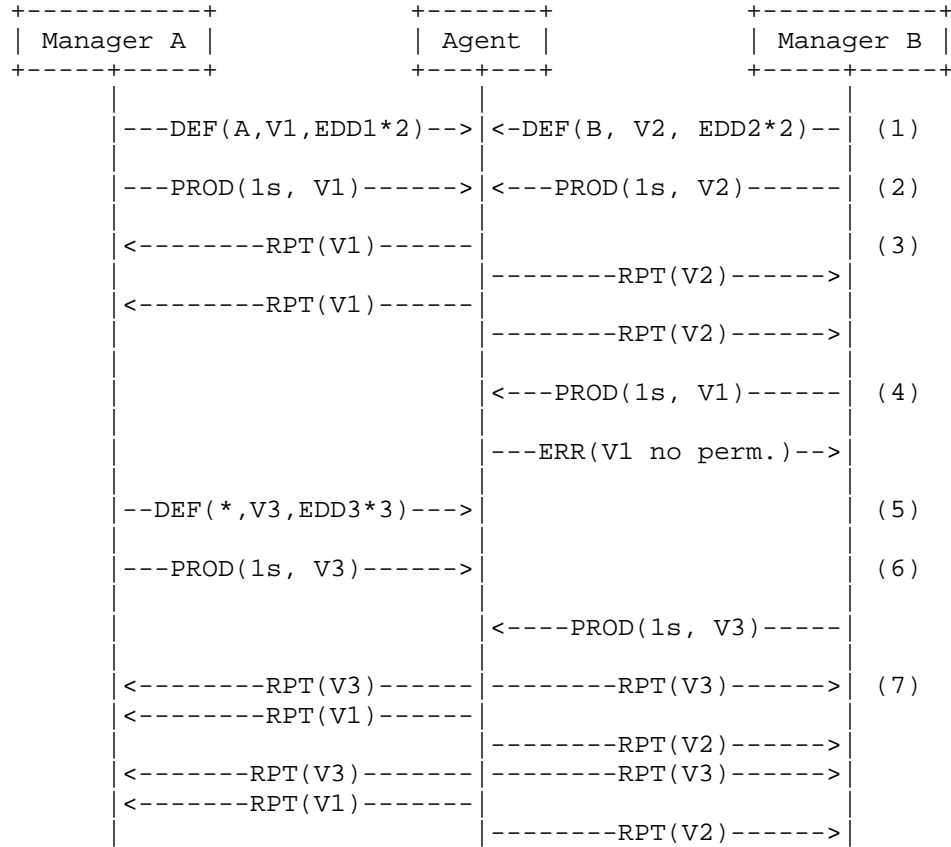 +-----------+             +-------+             +-----------+
| Manager A |             | Agent |             | Manager B |
+-----+-----+             +---+---+             +-----+-----+
      |                       |                       |
      |---DEF(A,V1,EDD1*2)-->|<-DEF(B, V2, EDD2*2)--| (1)
      |                       |                       |
      |---PROD(1s, V1)------>|<---PROD(1s, V2)------| (2)
      |                       |                       |
      |<--------RPT(V1)------|                       | (3)
      |                       |--------RPT(V2)------>|
      |<--------RPT(V1)------|                       |
      |                       |--------RPT(V2)------>|
      |                       |                       |
      |                       |<---PROD(1s, V1)------| (4)
      |                       |                       |
      |                       |---ERR(V1 no perm.)-->|
      |                       |                       |
      |--DEF(*,V3,EDD3*3)--->|                       | (5)
      |                       |                       |
      |---PROD(1s, V3)------>|                       | (6)
      |                       |                       |
      |                       |<----PROD(1s, V3)-----|
      |                       |                       |
      |<--------RPT(V3)------|--------RPT(V3)------>| (7)
      |<--------RPT(V1)------|                       |
      |                       |--------RPT(V2)------>|
      |<-------RPT(V3)-------|--------RPT(V3)------>|
      |<-------RPT(V1)-------|                       |
      |                       |--------RPT(V2)------>|